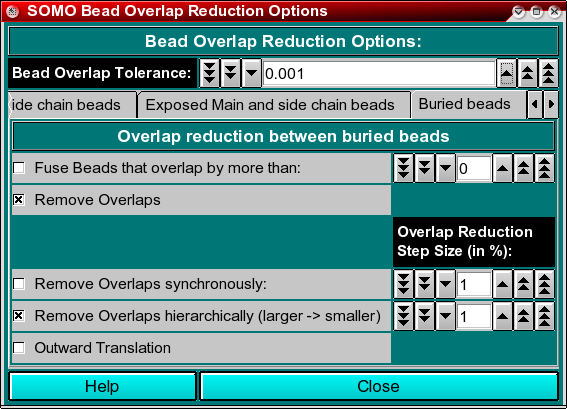 SOMO Bead Overlap Reduction Options
Bead Overlap Reduction Options:
Bead Overlap Tolerance: 0.001
ide chain beads Exposed Main and side chain beads Buried beads
Overlap reduction between buried beads
Fuse Beads that overlap by more than: 0
Remove Overlaps
Overlap Reduction
Step Size (in %):
Remove Overlaps synchronously: 1
Remove Overlaps hierarchically (larger -> smaller) 1
Outward Translation
Help Close